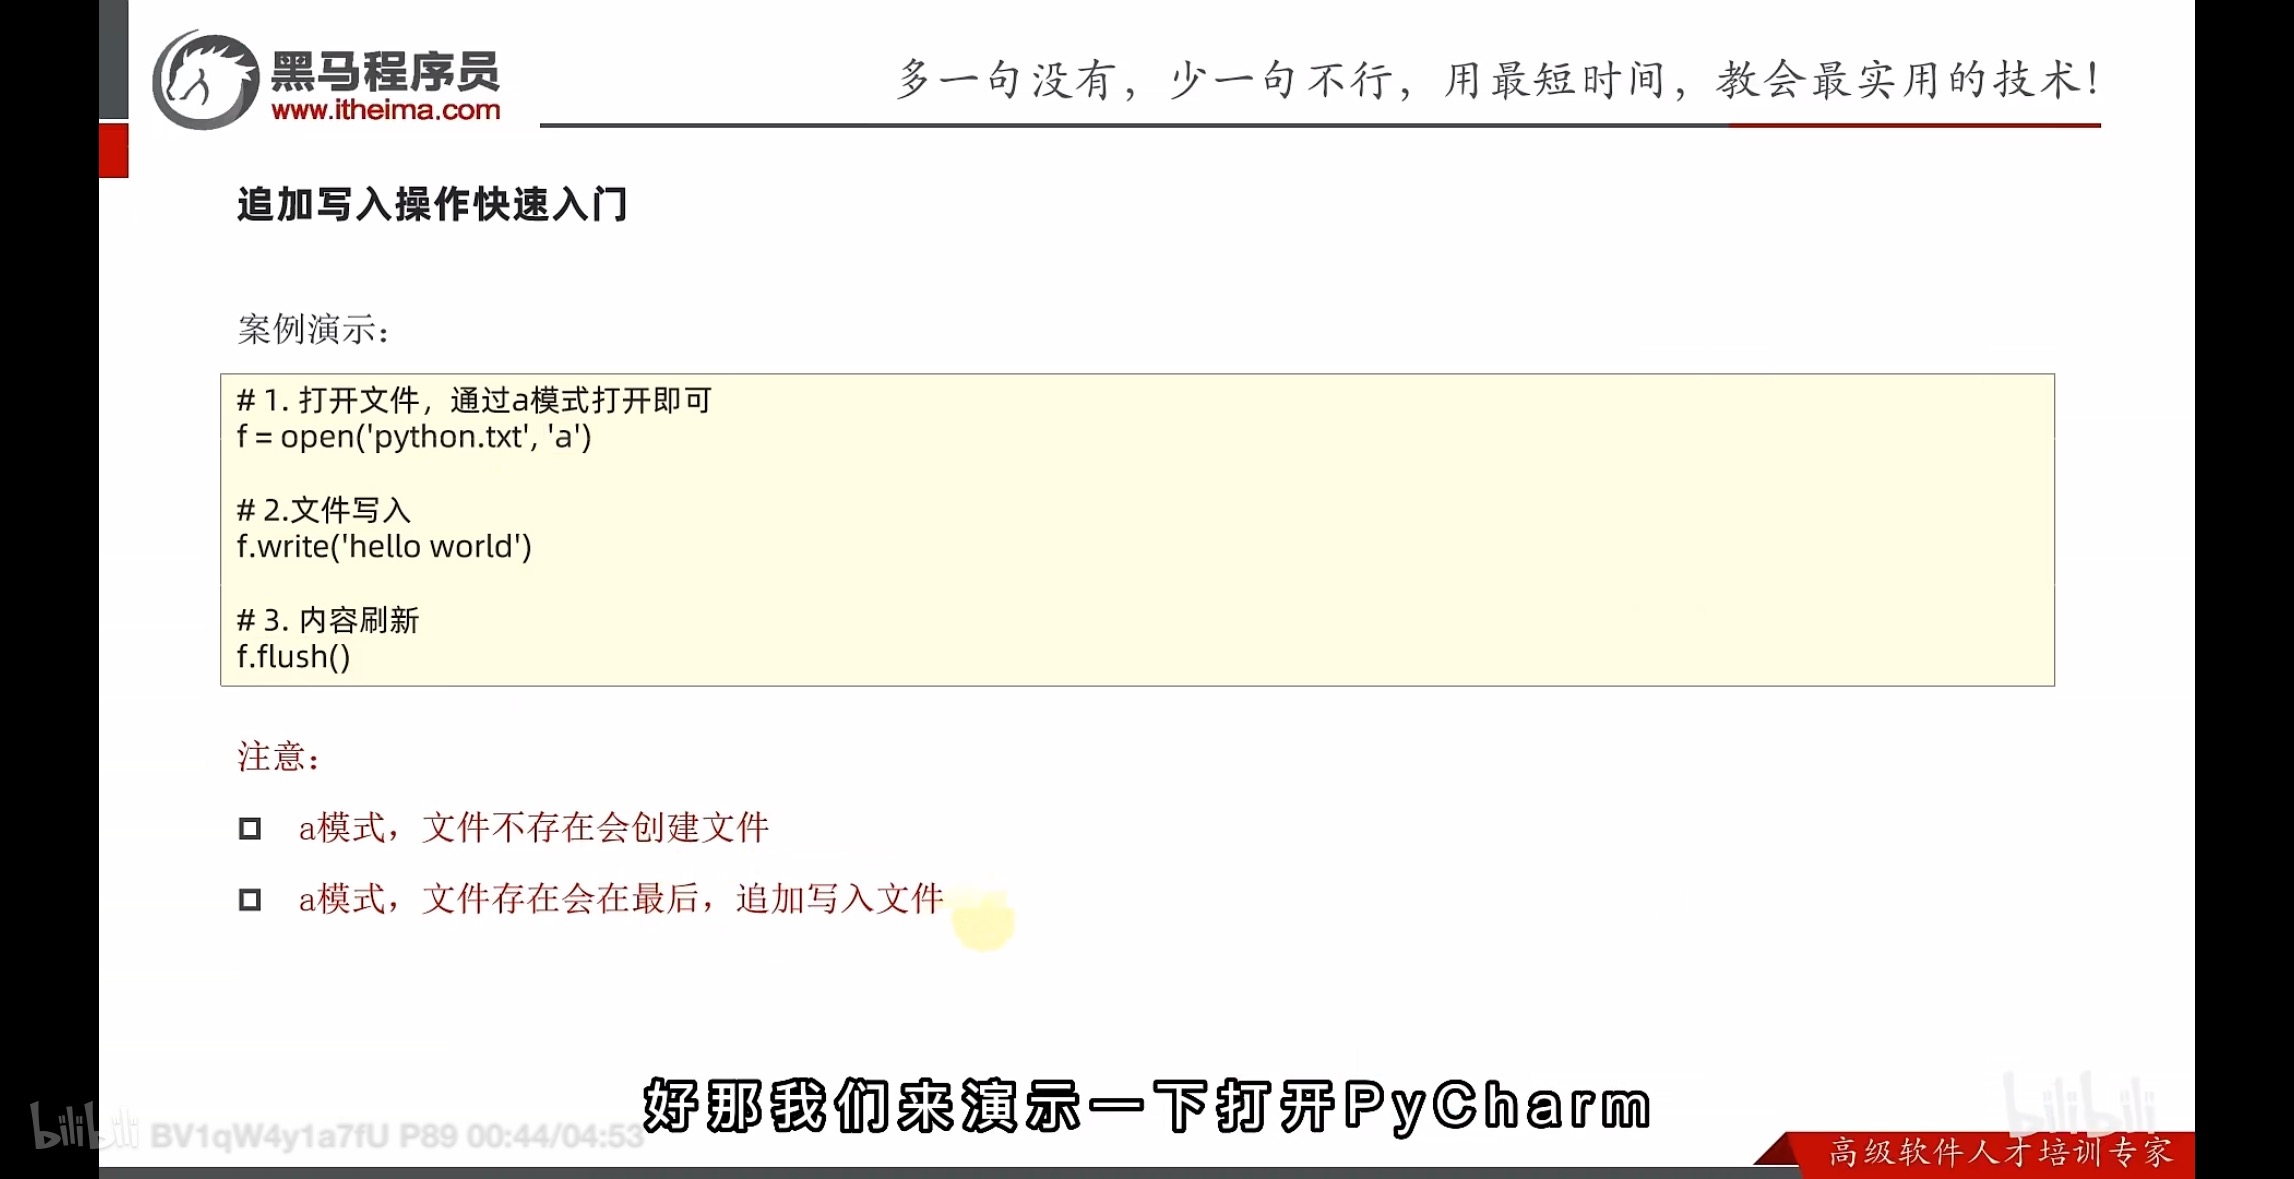 黑马程序员
www.itheima.com
多一句没有，少一句不行，用最短时间，教会最实用的技术！
追加写入操作快速入门
案例演示：
# 1. 打开文件，通过a模式打开即可
f = open('python.txt', 'a')
# 2.文件写入
f.write('hello world')
# 3. 内容刷新
f.flush()
注意：
a模式，文件不存在会创建文件
a模式，文件存在会在最后，追加写入文件
好那我们来演示一下打开PyCharm
bilibili BV1qW4y1a7fU P89 00:44/04:53
bilibili
高级软件人才培训专家